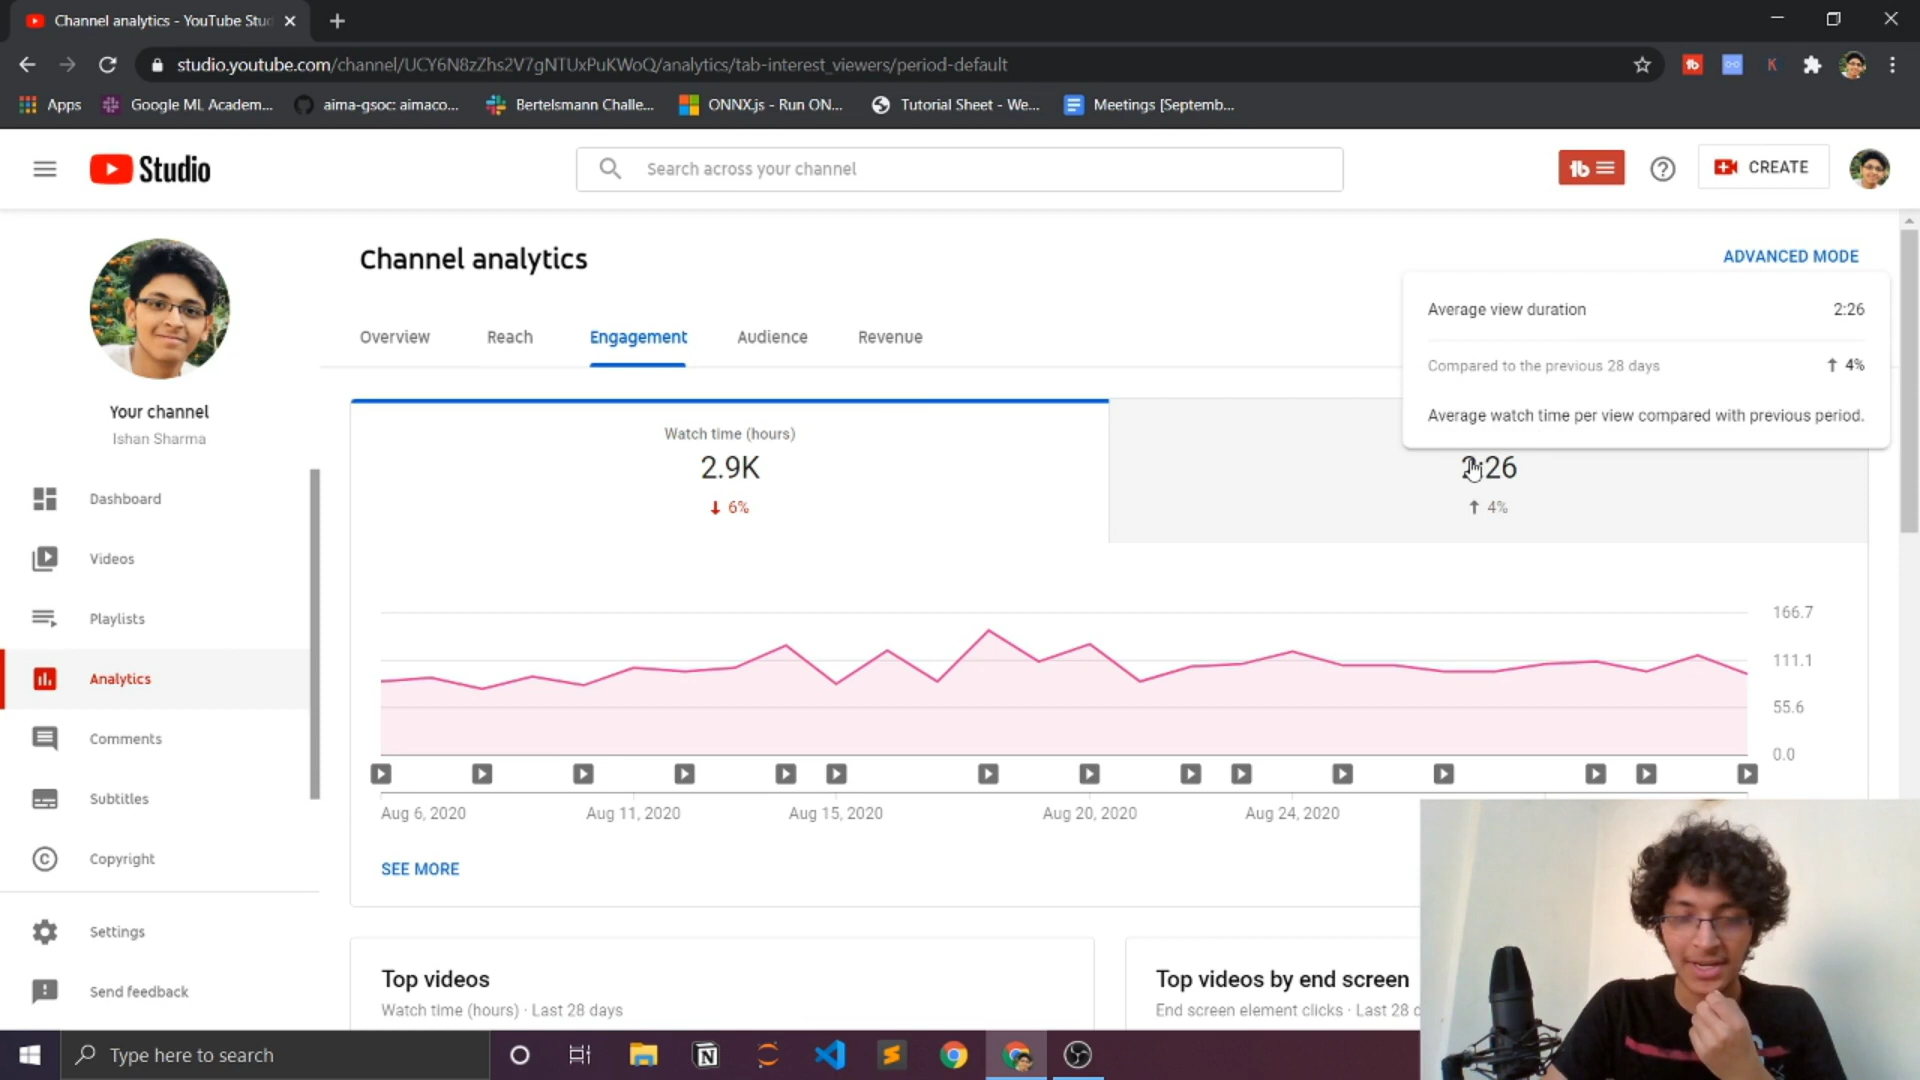 Channel analytics - YouTube Stud
studio.youtube.com/channel/UCY6N8zZhs2V7gNTUxPuKWoQ/analytics/tab-interest_viewers/period-default
Apps
Google ML Academ...
aima-gsoc: aimaco...
Bertelsmann Challe...
ONNX.js - Run ON...
Tutorial Sheet - We...
Meetings [Septemb...
Studio
Search across your channel
CREATE
Channel analytics
ADVANCED MODE
Overview
Reach
Engagement
Audience
Revenue
Average view duration 2:26
Compared to the previous 28 days ↑ 4%
Average watch time per view compared with previous period.
Your channel
Ishan Sharma
Dashboard
Videos
Playlists
Analytics
Comments
Subtitles
Copyright
Settings
Send feedback
Watch time (hours)
2.9K
↓ 6%
2:26
↑ 4%
166.7
111.1
55.6
0.0
Aug 6, 2020
Aug 11, 2020
Aug 15, 2020
Aug 20, 2020
Aug 24, 2020
SEE MORE
Top videos
Watch time (hours) · Last 28 days
Top videos by end screen
End screen element clicks · Last 28
Type here to search